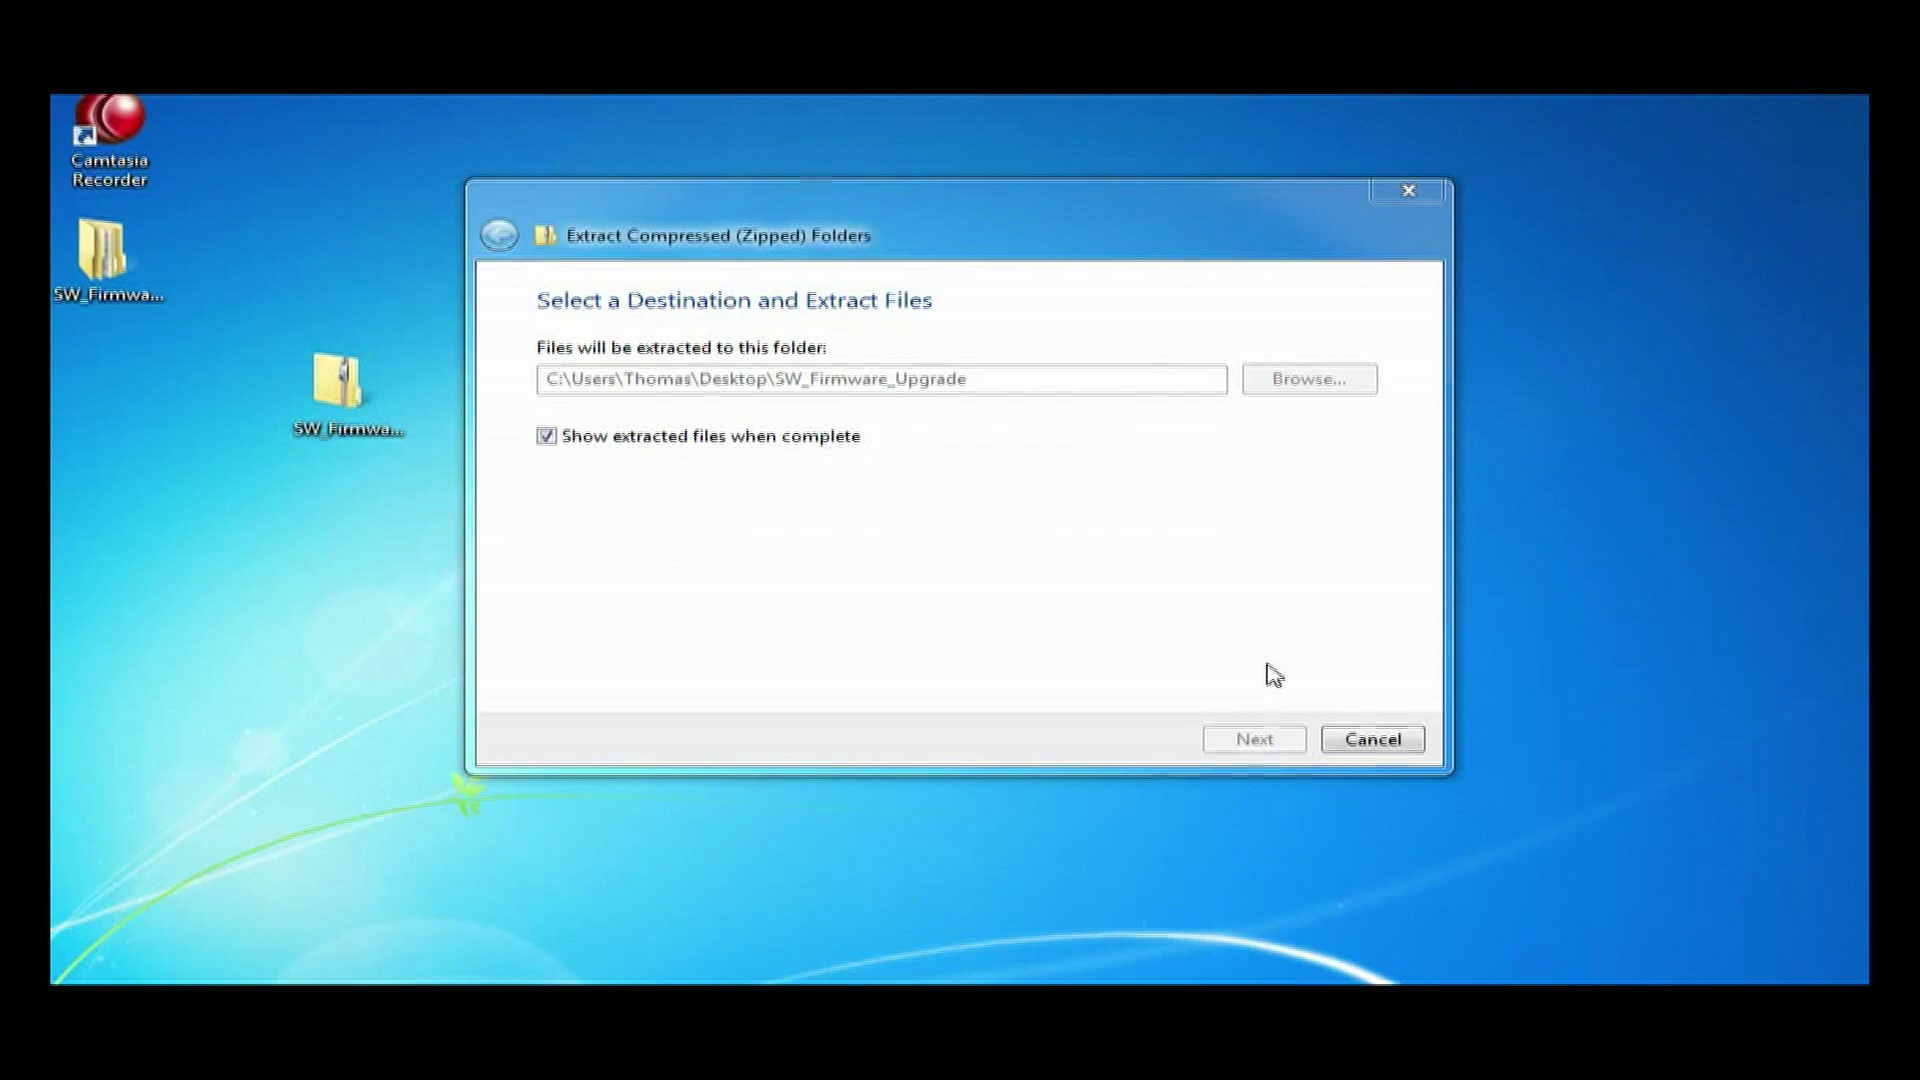 Camtasia
Recorder
SW_Firmwa...
SW_Firmwa...
Extract Compressed (Zipped) Folders
Select a Destination and Extract Files
Files will be extracted to this folder:
C:\Users\Thomas\Desktop\SW_Firmware_Upgrade
Browse...
Show extracted files when complete
Next
Cancel